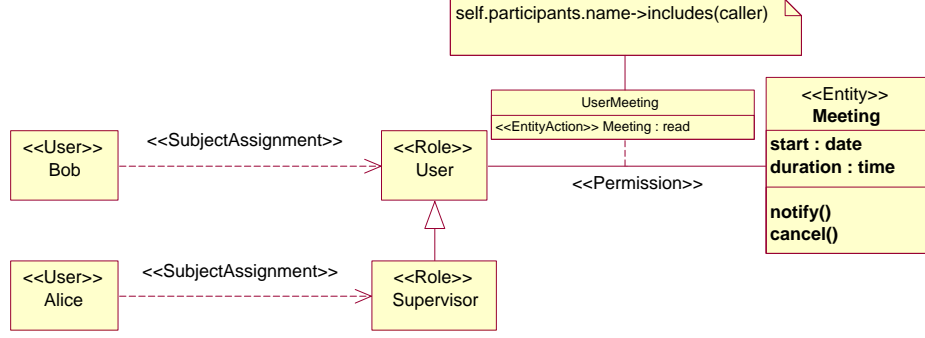 self.participants.name->includes(caller)
UserMeeting
<<EntityAction>> Meeting : read
<<Entity>>
Meeting
start : date
duration : time
notify()
cancel()
<<User>>
Bob
<<SubjectAssignment>>
<<Role>>
User
<<Permission>>
<<User>>
Alice
<<SubjectAssignment>>
<<Role>>
Supervisor